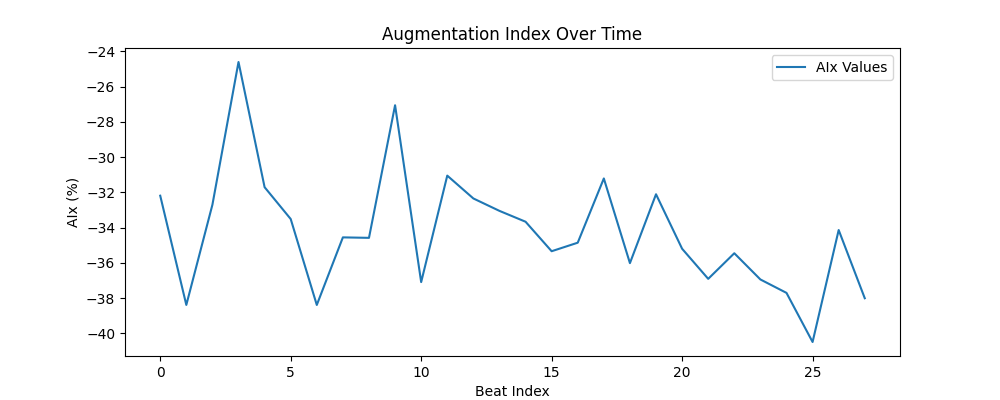 Augmentation Index Over Time
AIx Values
AIx (%)
−24
−26
−28
−30
−32
−34
−36
−38
−40
0 5 10 15 20 25
Beat Index